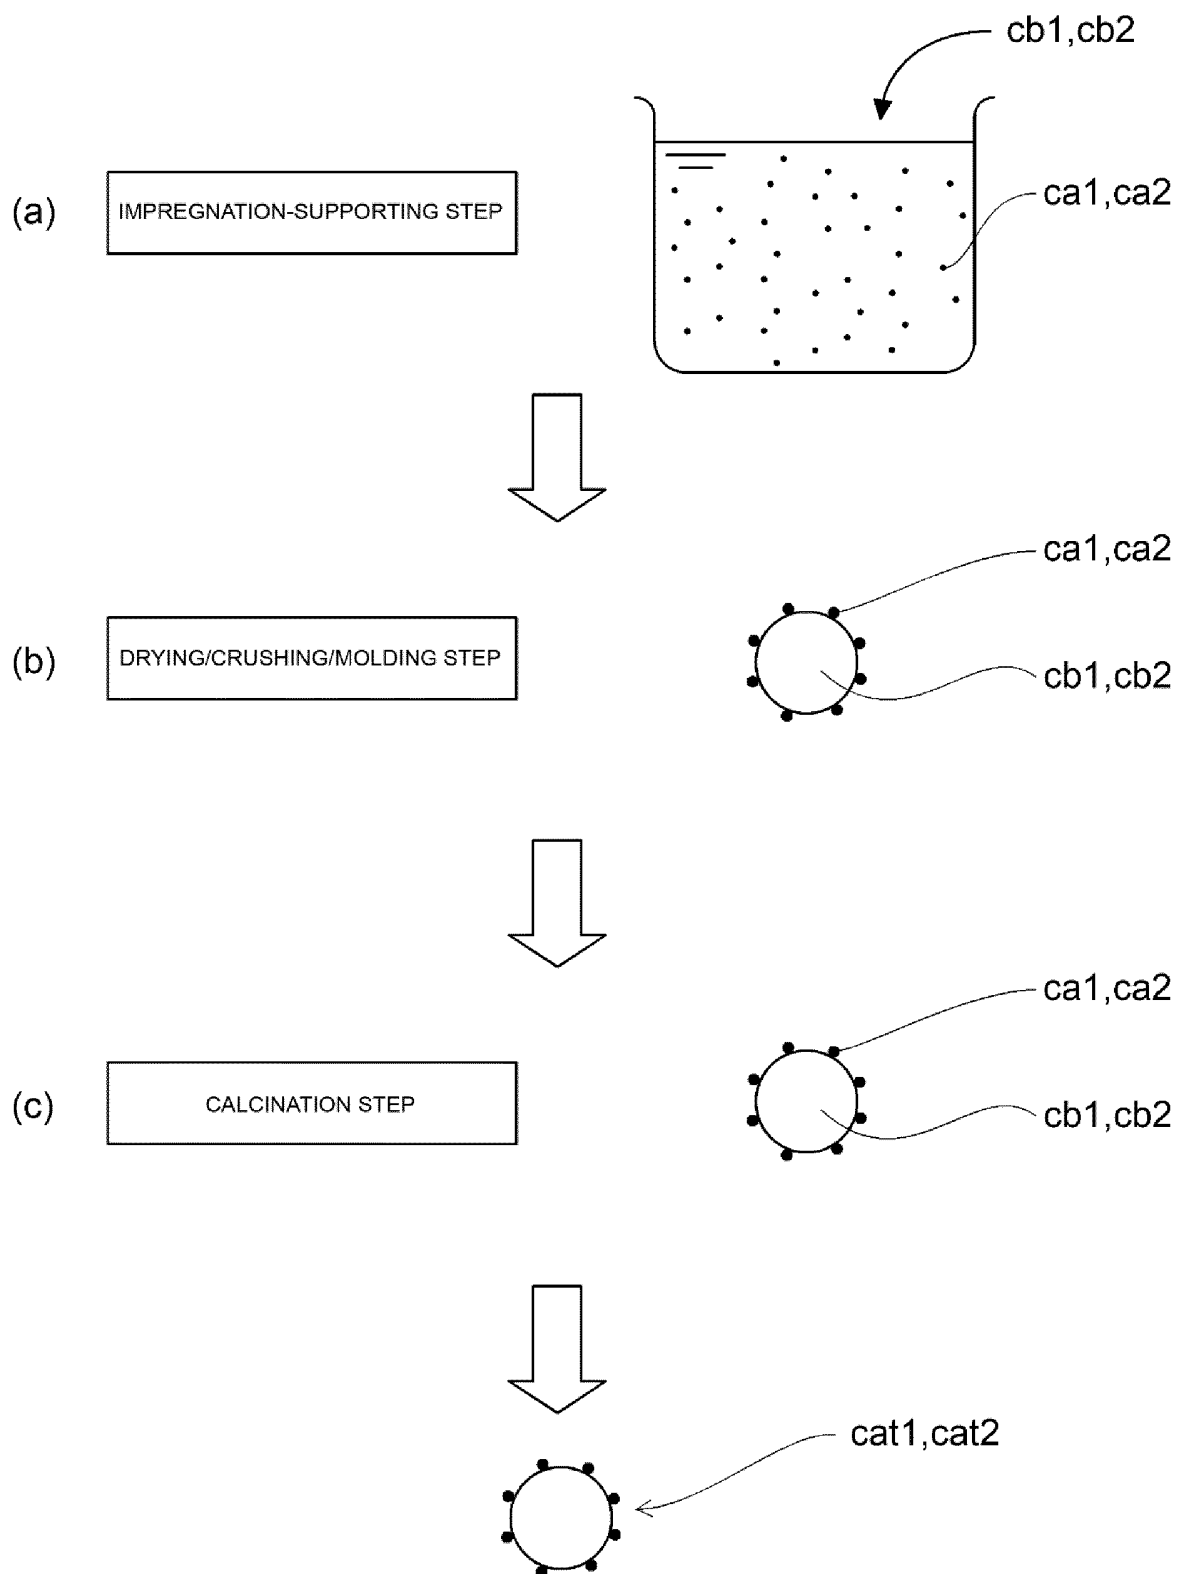 cb1,cb2
(a)
IMPREGNATION-SUPPORTING STEP
ca1,ca2
ca1,ca2
(b)
DRYING/CRUSHING/MOLDING STEP
cb1,cb2
ca1,ca2
(c)
CALCINATION STEP
cb1,cb2
cat1,cat2